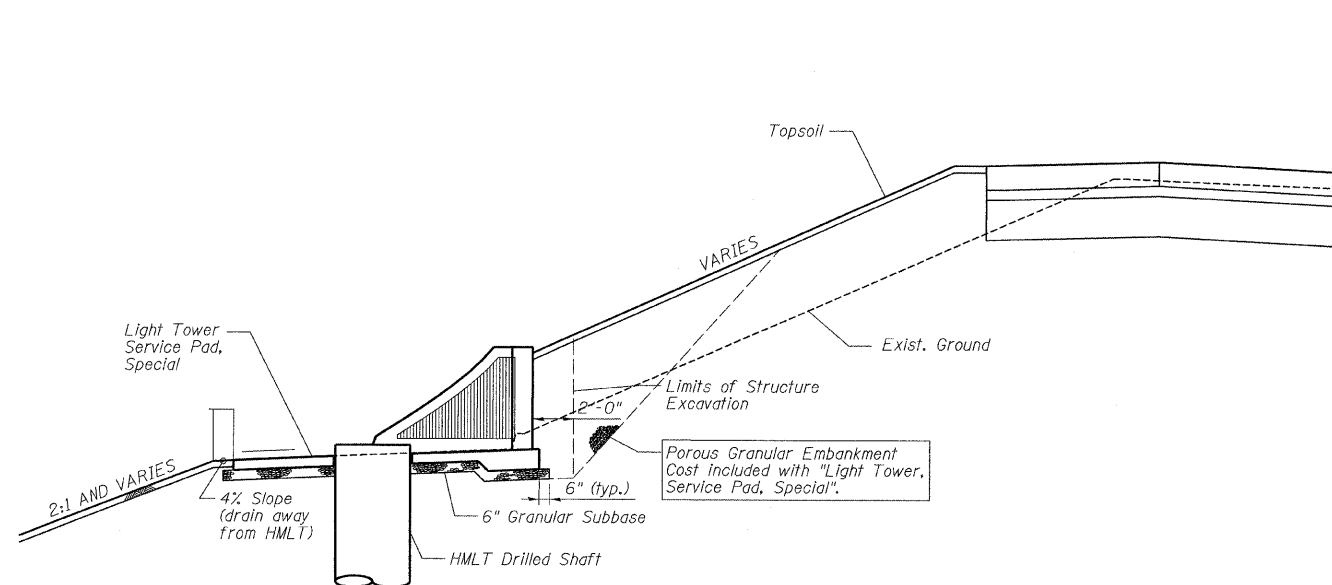 Topsoil
VARIES
Light Tower
Service Pad,
Special
Exist. Ground
Limits of Structure
Excavation
2'-0"
Porous Granular Embankment
Cost included with "Light Tower,
Service Pad, Special".
2:1 AND VARIES
4% Slope
(drain away
from HMLT)
6" (typ.)
6" Granular Subbase
HMLT Drilled Shaft